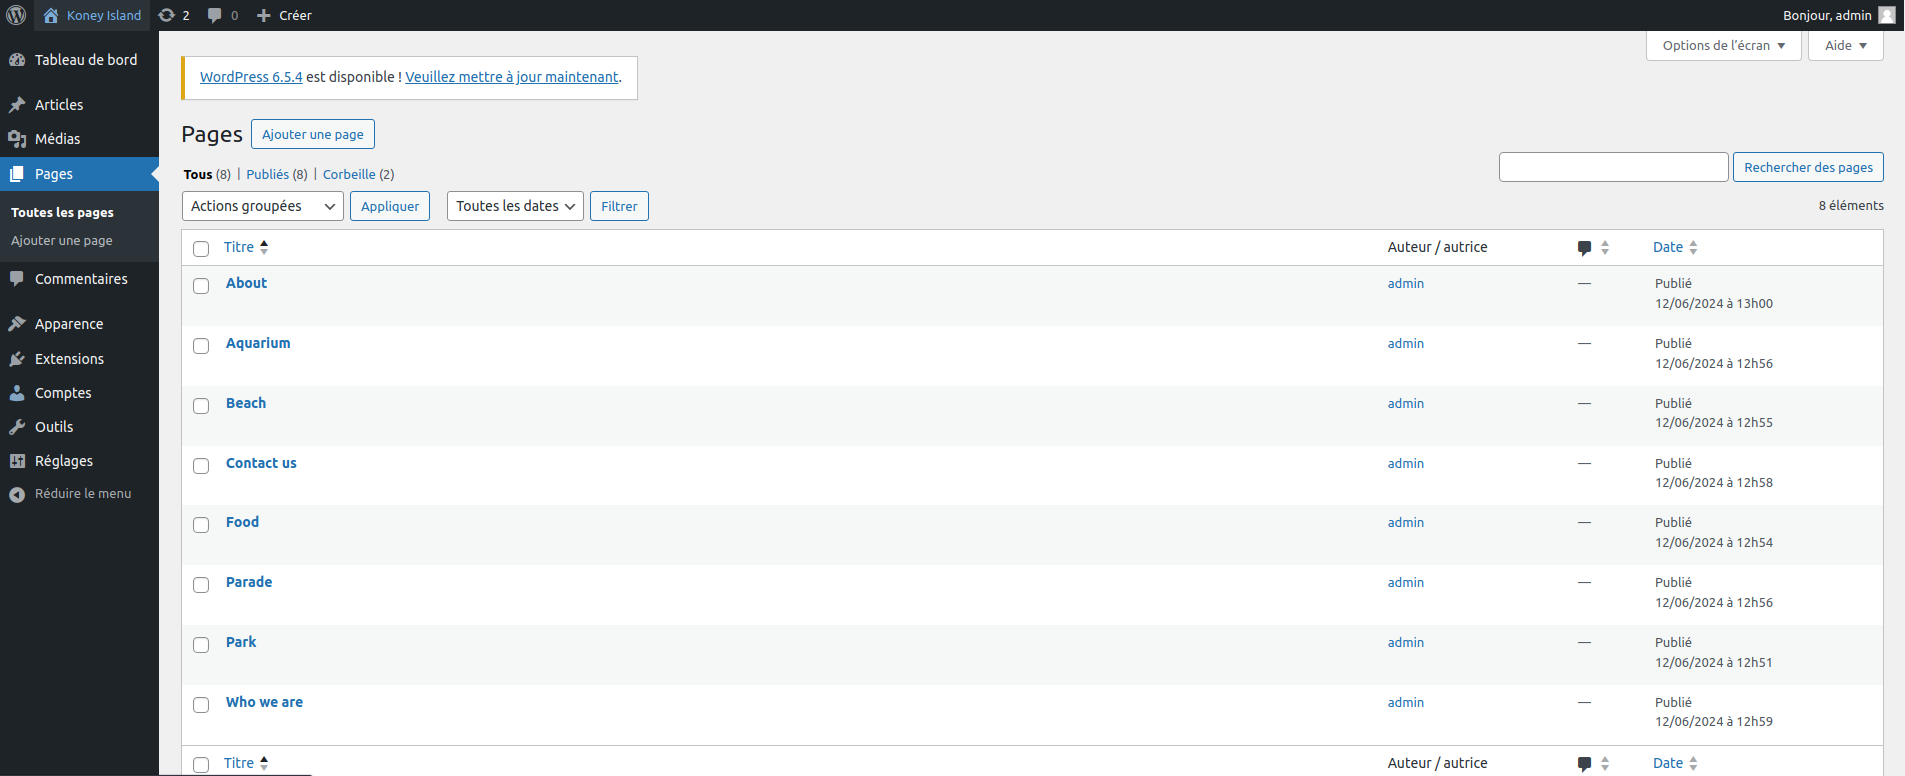 Koney Island 2 0 Créer Bonjour, admin
Tableau de bord
Articles
Médias
Pages
Toutes les pages
Ajouter une page
Commentaires
Apparence
Extensions
Comptes
Outils
Réglages
Réduire le menu
Options de l’écran Aide
WordPress 6.5.4 est disponible ! Veuillez mettre à jour maintenant.
Pages Ajouter une page
Tous (8) | Publiés (8) | Corbeille (2)
Rechercher des pages
Actions groupées Appliquer Toutes les dates Filtrer 8 éléments
Titre Auteur / autrice Date
About admin — Publié
12/06/2024 à 13h00
Aquarium admin — Publié
12/06/2024 à 12h56
Beach admin — Publié
12/06/2024 à 12h55
Contact us admin — Publié
12/06/2024 à 12h58
Food admin — Publié
12/06/2024 à 12h54
Parade admin — Publié
12/06/2024 à 12h56
Park admin — Publié
12/06/2024 à 12h51
Who we are admin — Publié
12/06/2024 à 12h59
Titre Auteur / autrice Date